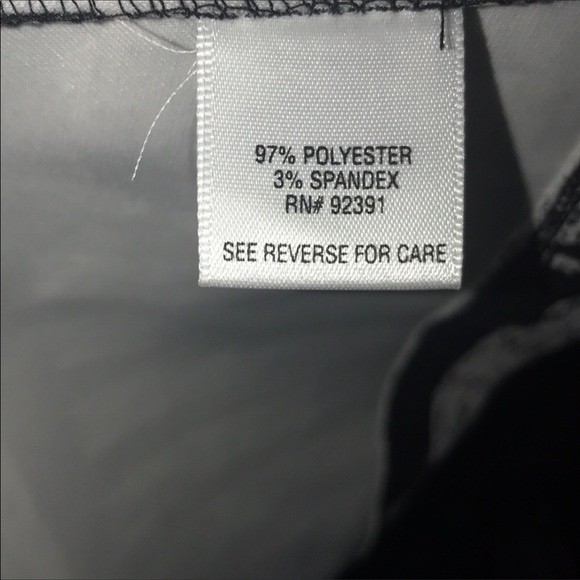 97% POLYESTER
3% SPANDEX
RN# 92391
SEE REVERSE FOR CARE